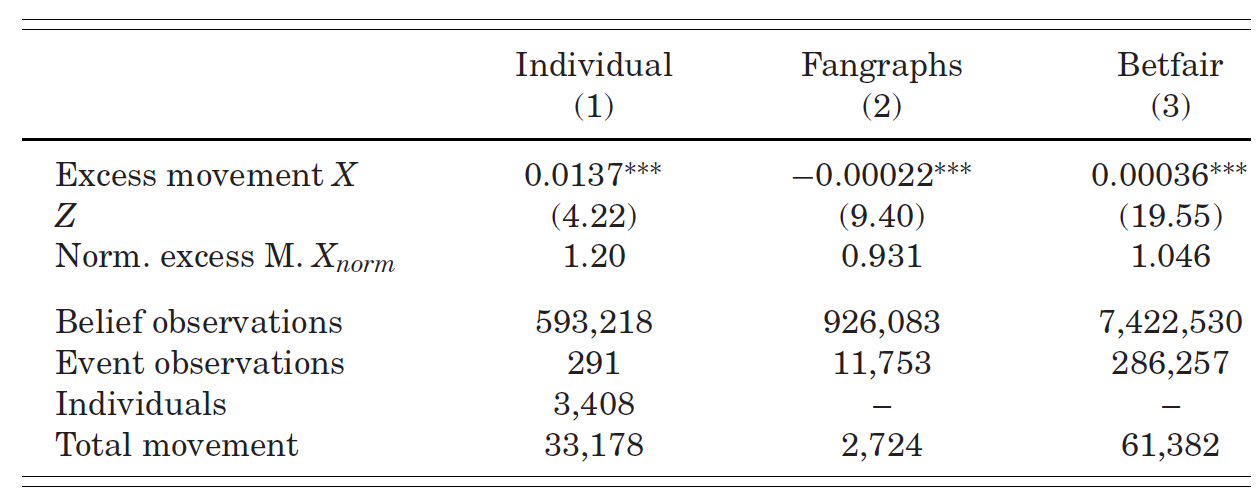 Individual Fangraphs Betfair
(1) (2) (3)
Excess movement X 0.0137*** −0.00022*** 0.00036***
Z (4.22) (9.40) (19.55)
Norm. excess M. Xnorm 1.20 0.931 1.046
Belief observations 593,218 926,083 7,422,530
Event observations 291 11,753 286,257
Individuals 3,408 – –
Total movement 33,178 2,724 61,382